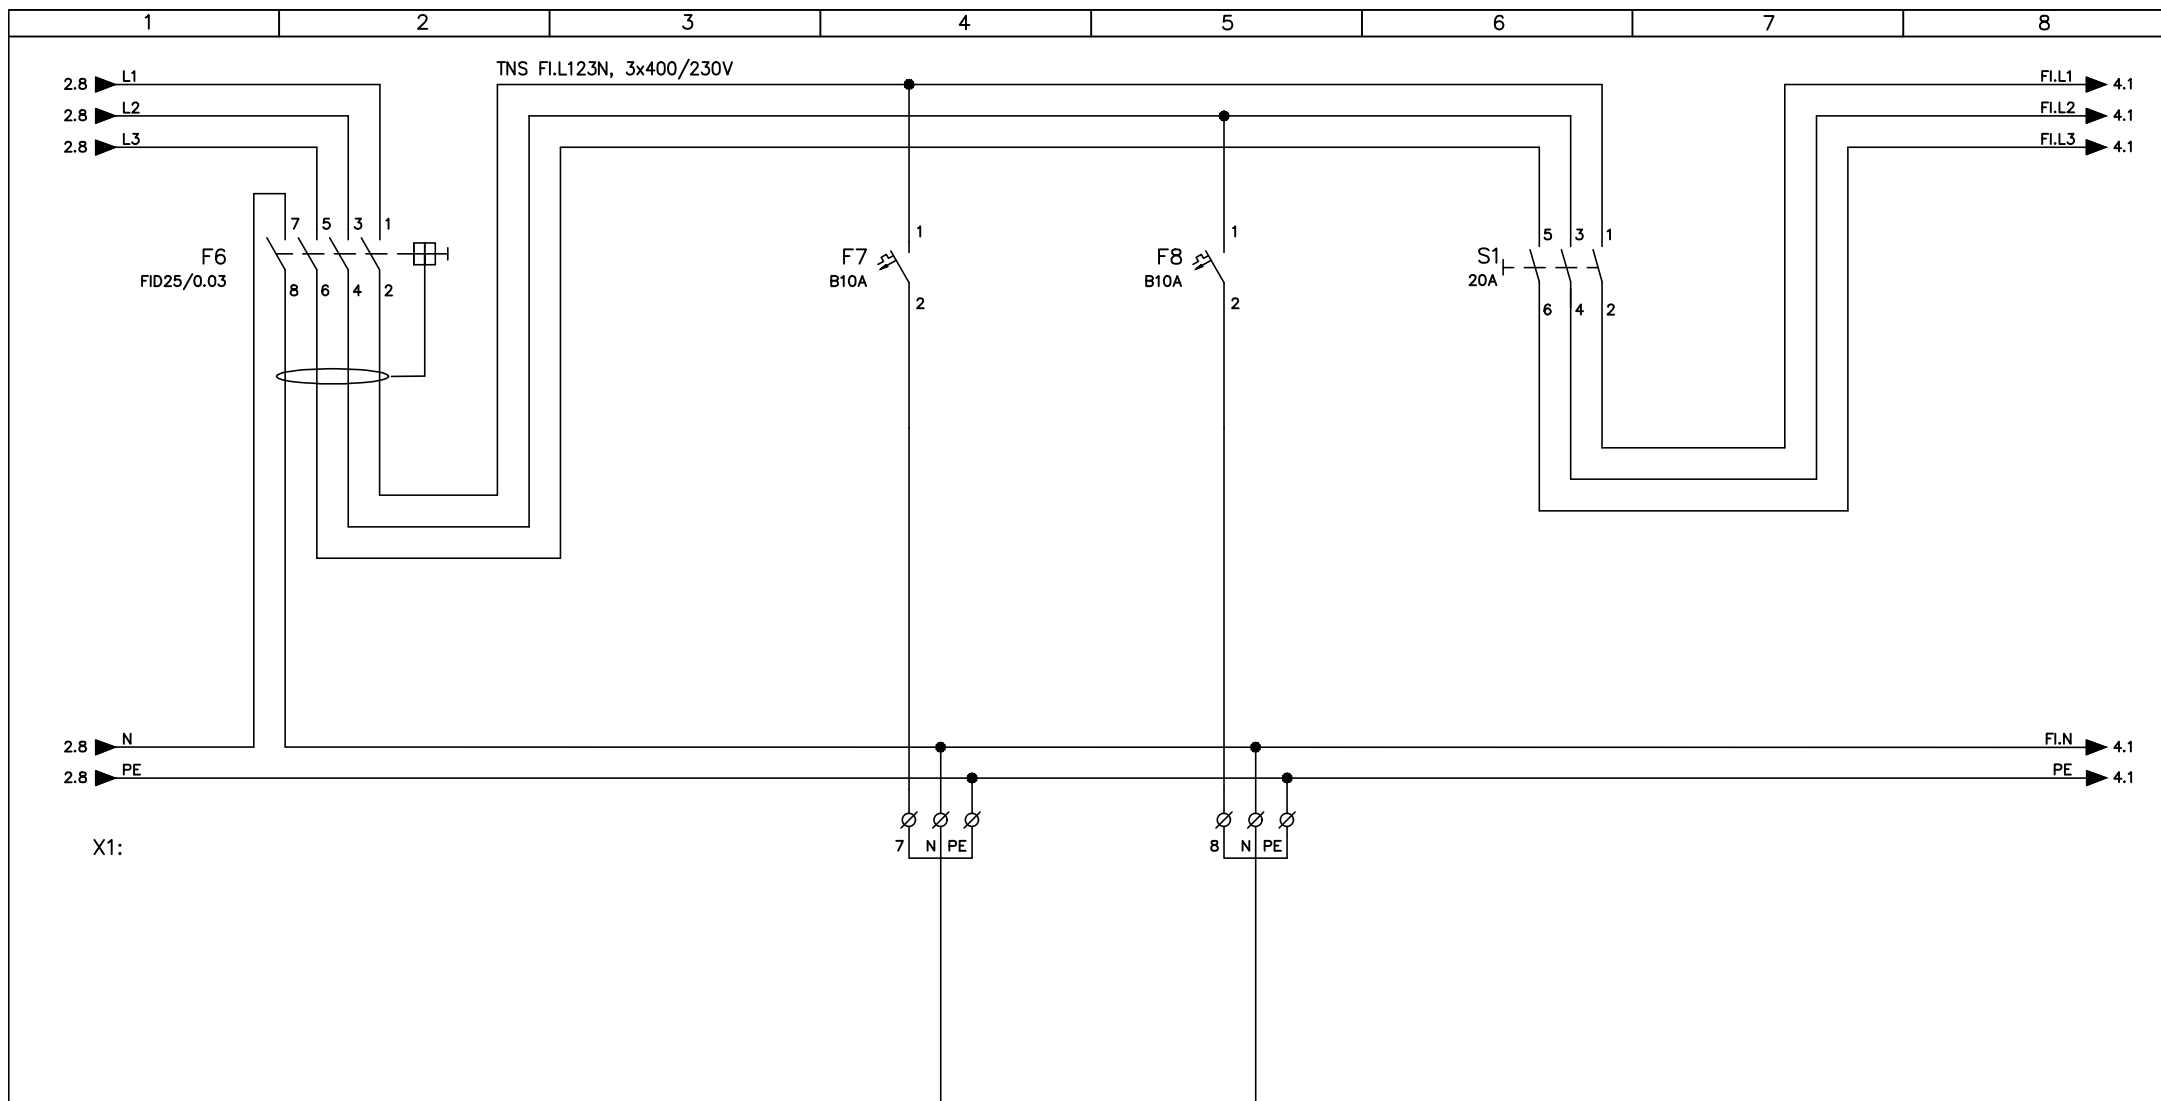 1 2 3 4 5 6 7 8
TNS FI.L123N, 3x400/230V
2.8 L1 FI.L1 4.1
2.8 L2 FI.L2 4.1
2.8 L3 FI.L3 4.1
7 5 3 1 1 1 5 3 1
F6 F7 F8 S1
FID25/0.03 B10A B10A 20A
8 6 4 2 2 2 6 4 2
2.8 N FI.N 4.1
2.8 PE PE 4.1
X1: 7 N PE 8 N PE